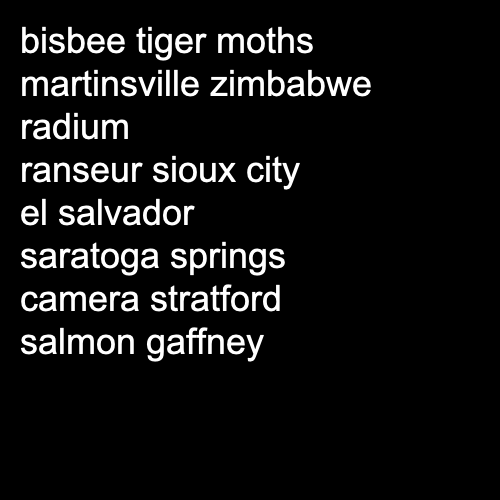 bisbee tiger moths
martinsville zimbabwe
radium
ranseur sioux city
el salvador
saratoga springs
camera stratford
salmon gaffney